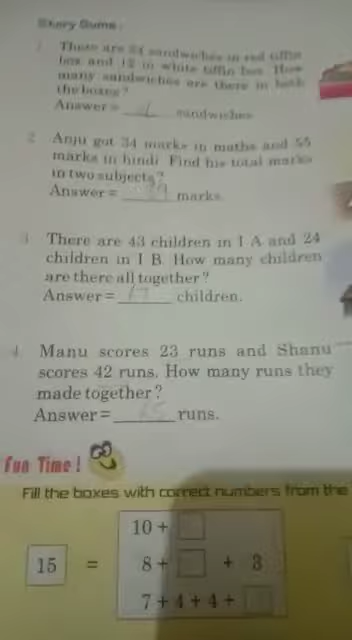 Story Sums:
1. There are 24 sandwiches in red tiffin
box and 12 in white tiffin box. How
many sandwiches are there in both
the boxes?
Answer = sandwiches
2. Anju got 34 marks in maths and 55
marks in hindi. Find his total marks
in two subjects?
Answer = ______ marks
3. There are 43 children in I A and 24
children in I B. How many children
are there all together?
Answer = ______ children.
4. Manu scores 23 runs and Shanu
scores 42 runs. How many runs they
made together?
Answer = ______ runs.
Fun Time!
Fill the boxes with correct numbers from the
10 + □
15 = 8 + □ + 3
7 + 4 + 4 + □